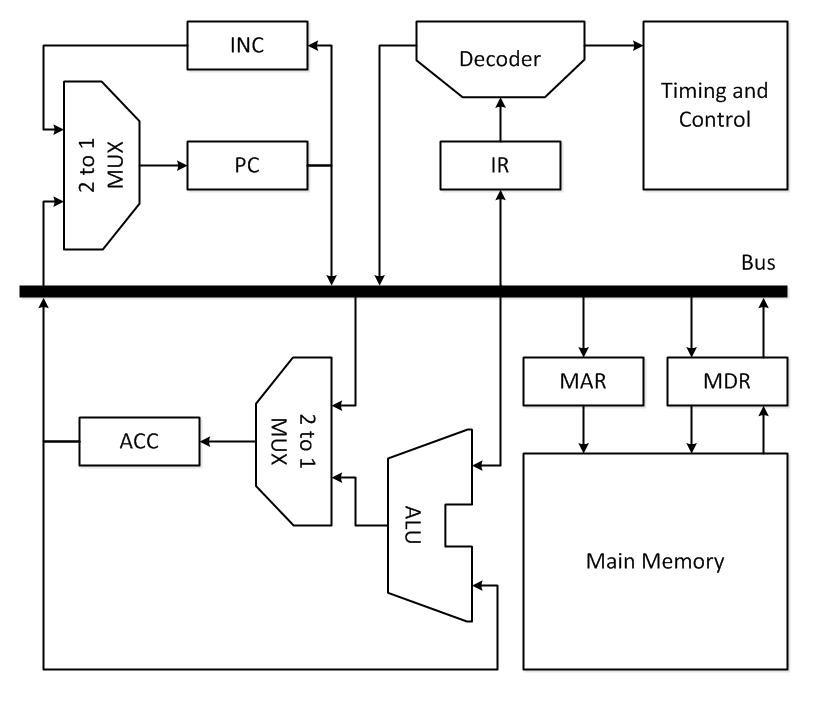 INC
Decoder
Timing and
Control
2 to 1
MUX
PC
IR
Bus
MAR
MDR
2 to 1
MUX
ACC
ALU
Main Memory